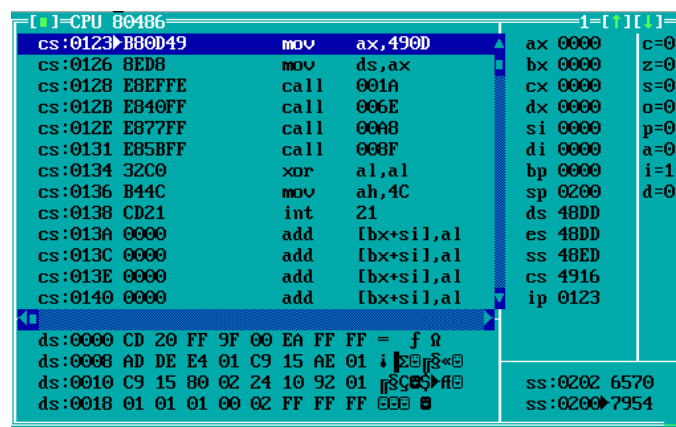 [■]=CPU 80486 1=[↑][↓]=
cs:0123►B80D49 mov ax,490D ax 0000 c=0
cs:0126 8ED8 mov ds,ax bx 0000 z=0
cs:0128 E8EFFE call 001A cx 0000 s=0
cs:012B E840FF call 006E dx 0000 o=0
cs:012E E877FF call 00A8 si 0000 p=0
cs:0131 E85BFF call 008F di 0000 a=0
cs:0134 32C0 xor al,al bp 0000 i=1
cs:0136 B44C mov ah,4C sp 0200 d=0
cs:0138 CD21 int 21 ds 48DD
cs:013A 0000 add [bx+si],al es 48DD
cs:013C 0000 add [bx+si],al ss 48ED
cs:013E 0000 add [bx+si],al cs 4916
cs:0140 0000 add [bx+si],al ip 0123
ds:0000 CD 20 FF 9F 00 EA FF FF = ƒ Ω
ds:0008 AD DE E4 01 C9 15 AE 01 ¡▐Σ☺╔§«☺
ds:0010 C9 15 80 02 24 10 92 01 ╔§Ç☻$►Æ☺ ss:0202 6570
ds:0018 01 01 01 00 02 FF FF FF ☺☺☺ ☻ ss:0200►7954